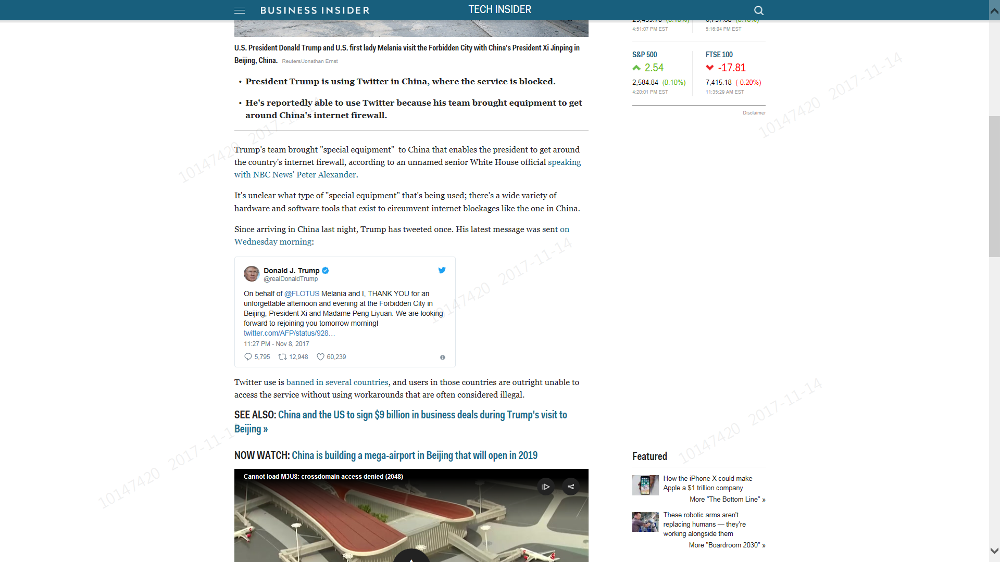 BUSINESS INSIDER
TECH INSIDER
4:51:07 PM EST
5:16:04 PM EST
U.S. President Donald Trump and U.S. first lady Melania visit the Forbidden City with China's President Xi Jinping in
Beijing, China. Reuters/Jonathan Ernst
• President Trump is using Twitter in China, where the service is blocked.
• He's reportedly able to use Twitter because his team brought equipment to get
around China's internet firewall.
Trump's team brought "special equipment" to China that enables the president to get around
the country's internet firewall, according to an unnamed senior White House official speaking
with NBC News' Peter Alexander.
It's unclear what type of "special equipment" that's being used; there's a wide variety of
hardware and software tools that exist to circumvent internet blockages like the one in China.
Since arriving in China last night, Trump has tweeted once. His latest message was sent on
Wednesday morning:
Donald J. Trump
@realDonaldTrump
On behalf of @FLOTUS Melania and I, THANK YOU for an
unforgettable afternoon and evening at the Forbidden City in
Beijing, President Xi and Madame Peng Liyuan. We are looking
forward to rejoining you tomorrow morning!
twitter.com/AFP/status/928…
11:27 PM - Nov 8, 2017
5,795 12,948 60,239
Twitter use is banned in several countries, and users in those countries are outright unable to
access the service without using workarounds that are often considered illegal.
SEE ALSO: China and the US to sign $9 billion in business deals during Trump's visit to
Beijing »
NOW WATCH: China is building a mega-airport in Beijing that will open in 2019
Cannot load M3U8: crossdomain access denied (2048)
S&P 500
2.54
2,584.84 (0.10%)
4:20:01 PM EST
FTSE 100
-17.81
7,415.18 (-0.20%)
11:35:29 AM EST
Disclaimer
Featured
How the iPhone X could make
Apple a $1 trillion company
More "The Bottom Line" »
These robotic arms aren't
replacing humans — they're
working alongside them
More "Boardroom 2030" »
10147420 2017-11-14
10147420 2017-11-14
10147420 2017-11-14
10147420 2017-11-1
10147420 2017-11-14